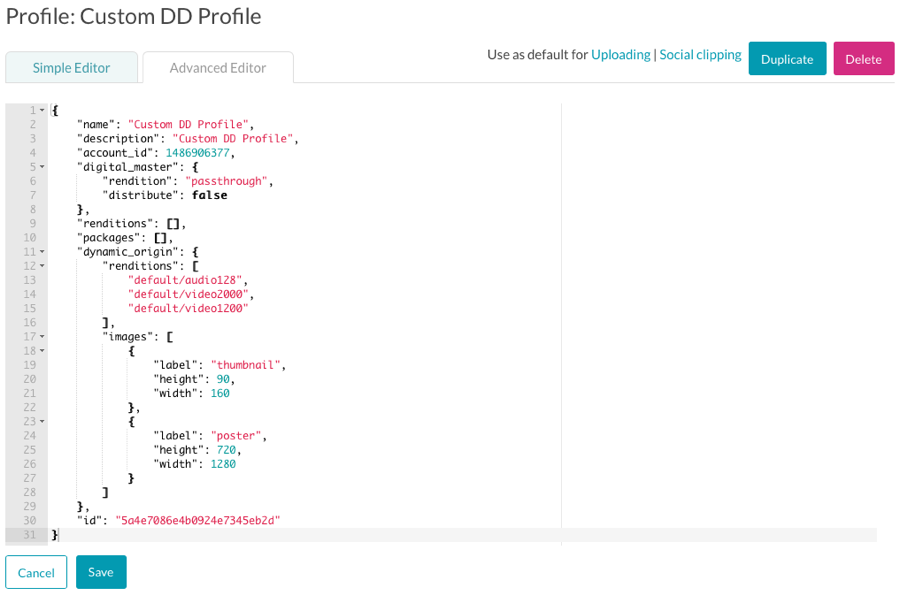 Profile: Custom DD Profile
Simple Editor
Advanced Editor
Use as default for Uploading | Social clipping
Duplicate
Delete
1 {
2 "name": "Custom DD Profile",
3 "description": "Custom DD Profile",
4 "account_id": 1486906377,
5 "digital_master": {
6 "rendition": "passthrough",
7 "distribute": false
8 },
9 "renditions": [],
10 "packages": [],
11 "dynamic_origin": {
12 "renditions": [
13 "default/audio128",
14 "default/video2000",
15 "default/video1200"
16 ],
17 "images": [
18 {
19 "label": "thumbnail",
20 "height": 90,
21 "width": 160
22 },
23 {
24 "label": "poster",
25 "height": 720,
26 "width": 1280
27 }
28 ]
29 },
30 "id": "5a4e7086e4b0924e7345eb2d"
31 }
Cancel
Save